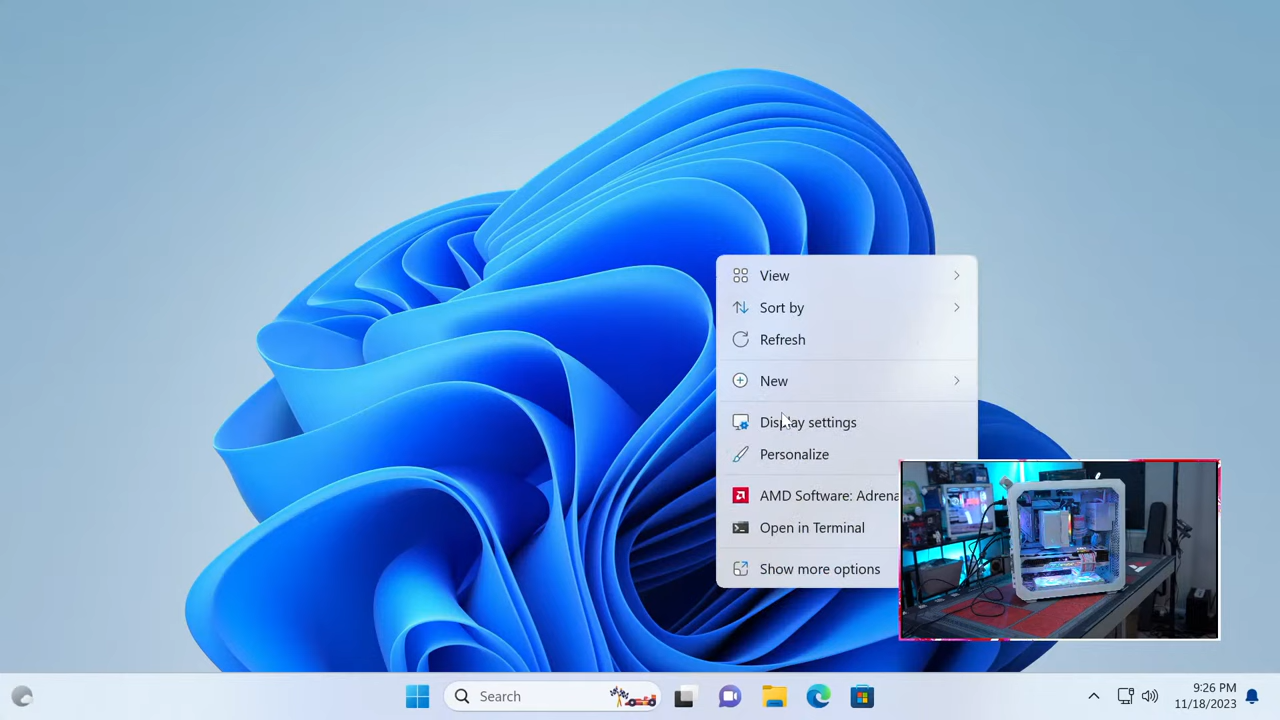 View
Sort by
Refresh
New
Display settings
Personalize
AMD Software: Adrena
Open in Terminal
Show more options
Search
9:26 PM
11/18/2023